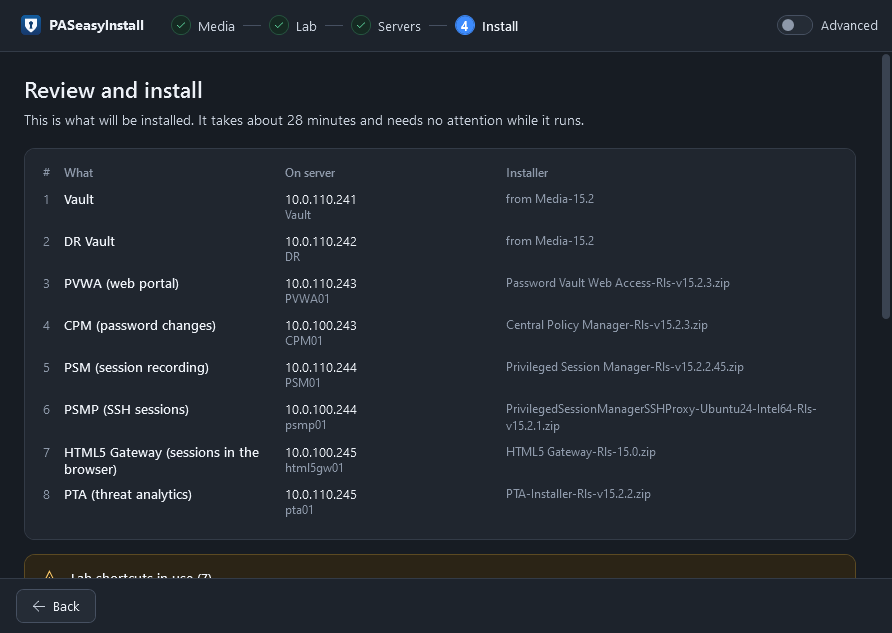 PASeasyInstall
Media
Lab
Servers
4 Install
Advanced
Review and install
This is what will be installed. It takes about 28 minutes and needs no attention while it runs.
# What On server Installer
1 Vault 10.0.110.241 from Media-15.2
Vault
2 DR Vault 10.0.110.242 from Media-15.2
DR
3 PVWA (web portal) 10.0.110.243 Password Vault Web Access-Rls-v15.2.3.zip
PVWA01
4 CPM (password changes) 10.0.100.243 Central Policy Manager-Rls-v15.2.3.zip
CPM01
5 PSM (session recording) 10.0.110.244 Privileged Session Manager-Rls-v15.2.2.45.zip
PSM01
6 PSMP (SSH sessions) 10.0.100.244 PrivilegedSessionManagerSSHProxy-Ubuntu24-Intel64-Rls-
psmp01 v15.2.1.zip
7 HTML5 Gateway (sessions in the 10.0.100.245 HTML5 Gateway-Rls-15.0.zip
browser) html5gw01
8 PTA (threat analytics) 10.0.110.245 PTA-Installer-Rls-v15.2.2.zip
pta01
Lab shortcuts in use (7)
← Back